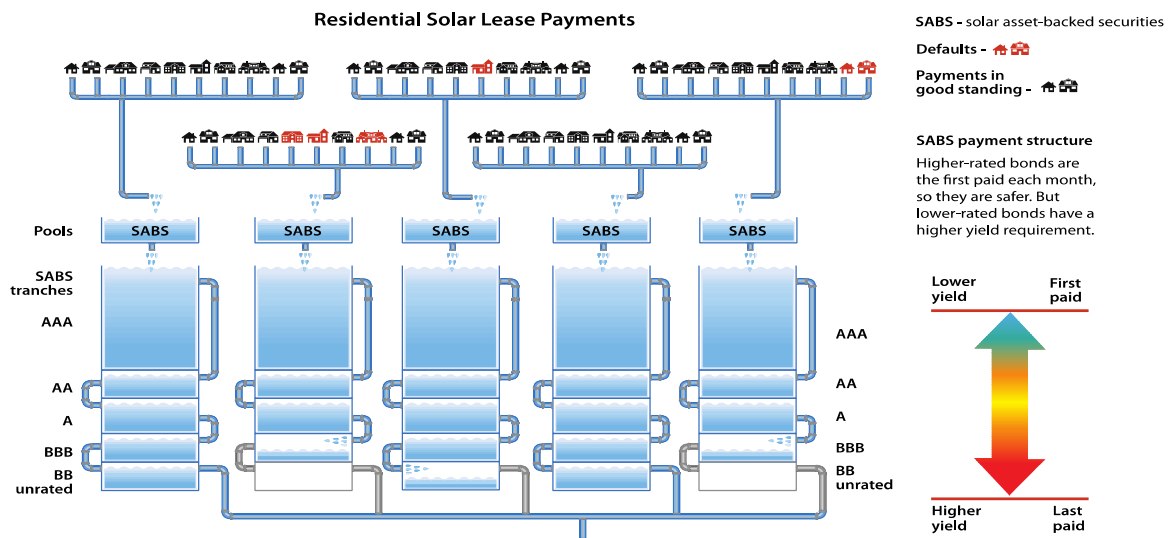 Residential Solar Lease Payments
SABS - solar asset-backed securities
Defaults -
Payments in
good standing -
SABS payment structure
Higher-rated bonds are
the first paid each month,
so they are safer. But
lower-rated bonds have a
higher yield requirement.
Pools
SABS
SABS
SABS
SABS
SABS
SABS
tranches
AAA
AA
A
BBB
BB
unrated
AAA
AA
A
BBB
BB
unrated
Lower
yield
First
paid
Higher
yield
Last
paid